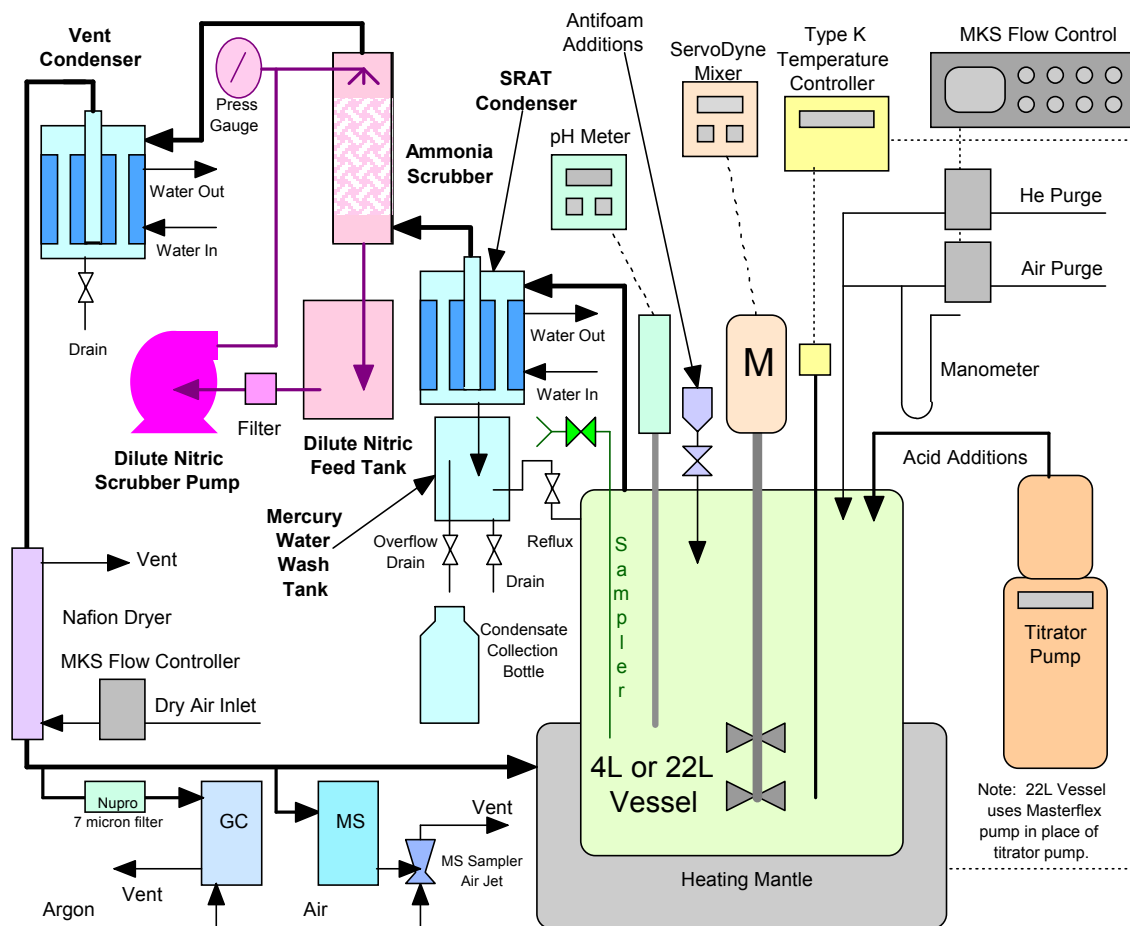 Vent
Condenser
Press
Gauge
Water Out
Water In
Drain
Ammonia
Scrubber
SRAT
Condenser
Antifoam
Additions
ServoDyne
Mixer
Type K
Temperature
Controller
MKS Flow Control
pH Meter
He Purge
Air Purge
Manometer
M
Water Out
Water In
Filter
Dilute Nitric
Scrubber Pump
Dilute Nitric
Feed Tank
Mercury
Water
Wash
Tank
Overflow
Drain
Drain
Reflux
Condensate
Collection
Bottle
Sampler
Acid Additions
Titrator
Pump
Note: 22L Vessel
uses Masterflex
pump in place of
titrator pump.
4L or 22L
Vessel
Heating Mantle
Vent
Nafion Dryer
MKS Flow Controller
Dry Air Inlet
Nupro
7 micron filter
GC
MS
Vent
MS Sampler
Air Jet
Vent
Argon
Air